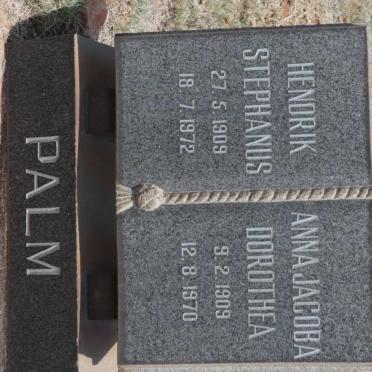 HENDRIK
STEPHANUS
27.5.1909
18.7.1972
ANNA JACOBA
DOROTHEA
9.2.1909
12.8.1970
PALM